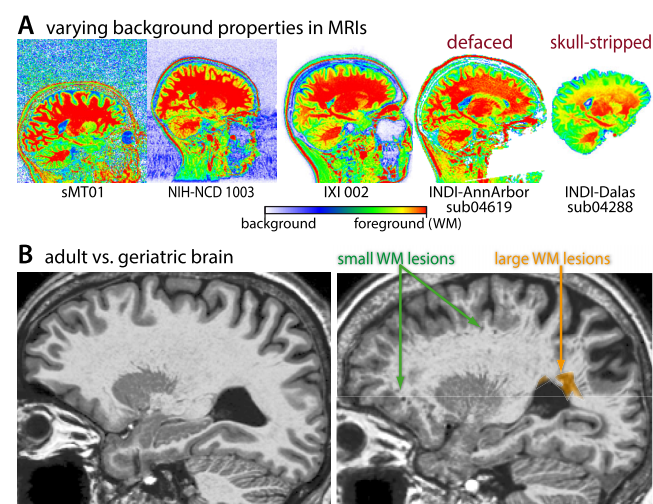 A varying background properties in MRIs
defaced
skull-stripped
sMT01
NIH-NCD 1003
IXI 002
INDI-AnnArbor
sub04619
INDI-Dalas
sub04288
background
foreground (WM)
B adult vs. geriatric brain
small WM lesions
large WM lesions